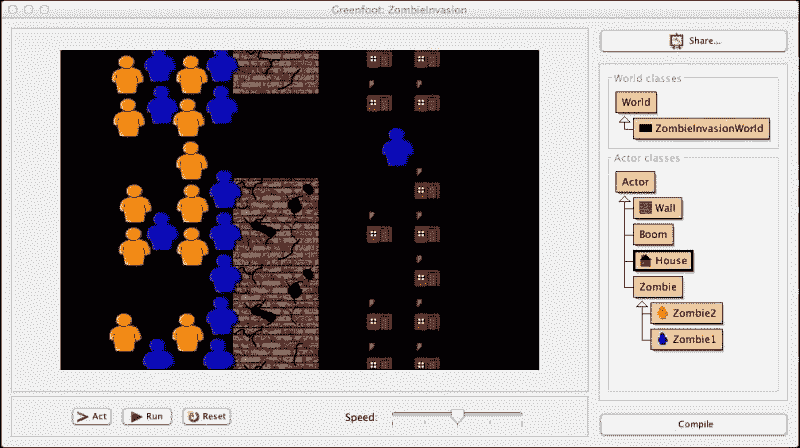 Greenfoot: ZombieInvasion
Share...
World classes
World
ZombieInvasionWorld
Actor classes
Actor
Wall
Boom
House
Zombie
Zombie2
Zombie1
Act
Run
Reset
Speed:
Compile